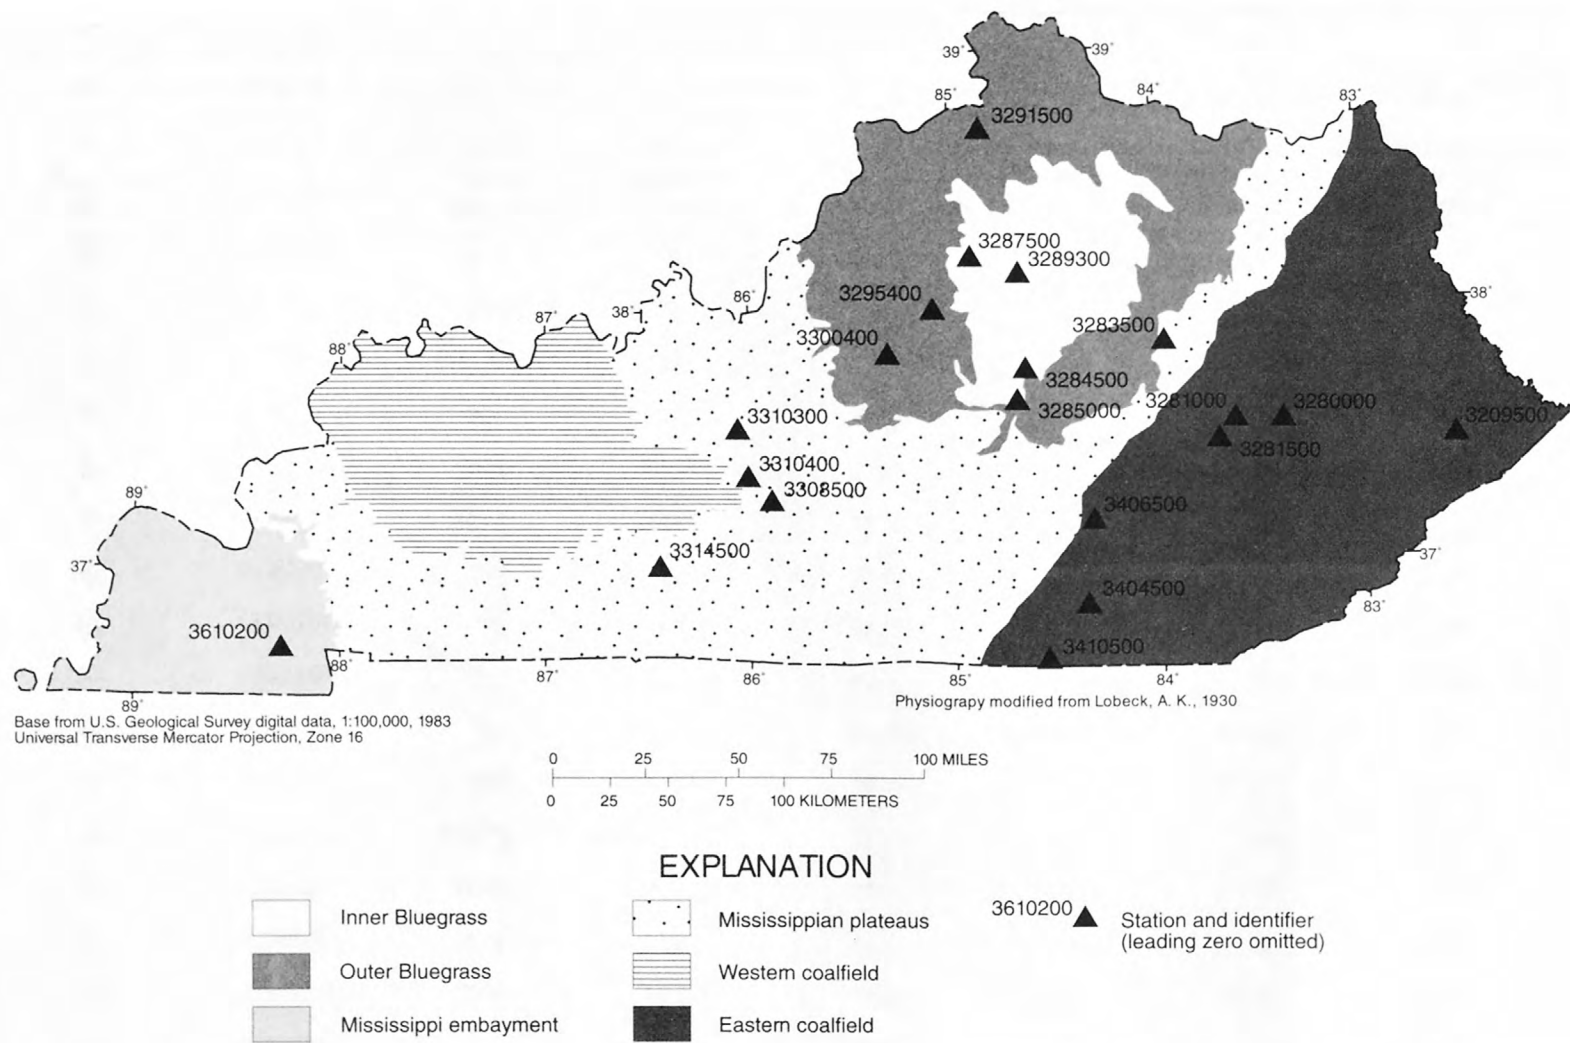 39°
39°
85°
84°
83°
3291500
3287500
3289300
38°
3295400
86°
38°
87°
3283500
3300400
88°
3284500
3285000
3281000
3280000
3209500
3310300
3281500
3310400
3308500
89°
3406500
3314500
37°
37°
3404500
83°
3610200
3410500
88°
87°
86°
85°
84°
89°
Physiograpy modified from Lobeck, A. K., 1930
Base from U.S. Geological Survey digital data, 1:100,000, 1983
Universal Transverse Mercator Projection, Zone 16
0 25 50 75 100 MILES
0 25 50 75 100 KILOMETERS
EXPLANATION
Inner Bluegrass
Outer Bluegrass
Mississippi embayment
Mississippian plateaus
Western coalfield
Eastern coalfield
3610200
Station and identifier
(leading zero omitted)